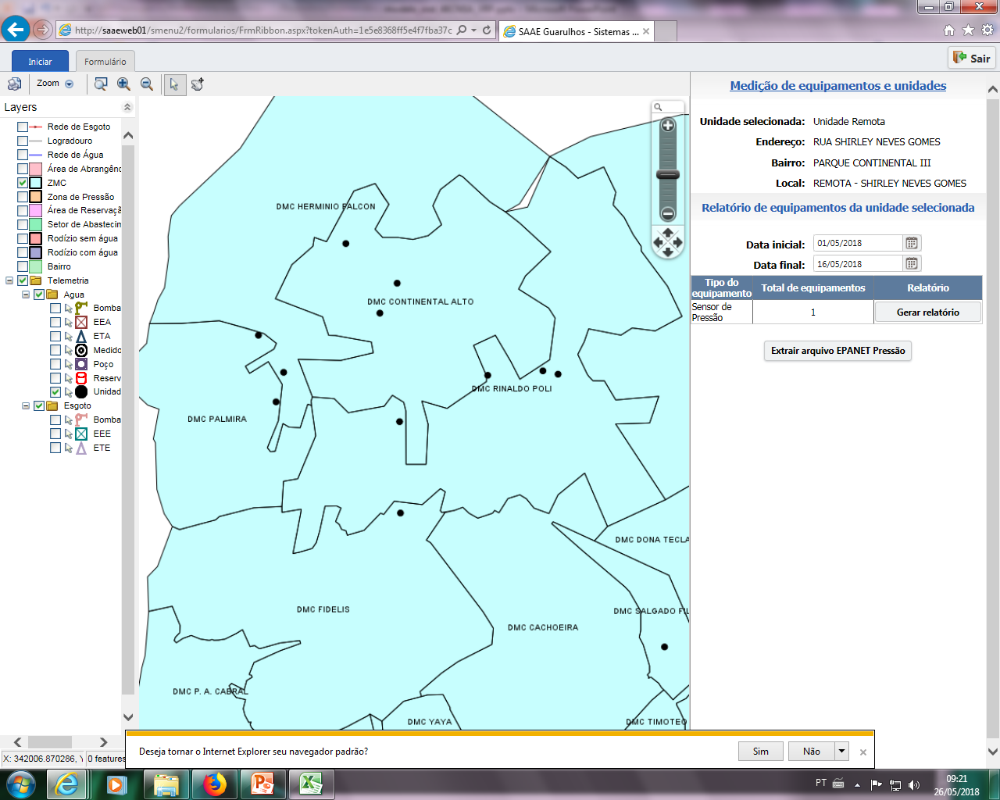 http://saaeweb01/smenu2/formularios/FrmRibbon.aspx?tokenAuth=1e5e8368ff5e4f7fba37c
SAAE Guarulhos - Sistemas ...
Iniciar
Formulário
Sair
Zoom
Layers
Rede de Esgoto
Logradouro
Rede de Água
Área de Abrangênc
ZMC
Zona de Pressão
Área de Reservaçã
Setor de Abastecim
Rodízio sem água
Rodízio com água
Bairro
Telemetria
Agua
Bomba
EEA
ETA
Medido
Poço
Reserv
Unidad
Esgoto
Bomba
EEE
ETE
X: 342006.870286, Y
0 features
DMC HERMINIO FALCON
DMC CONTINENTAL ALTO
DMC RINALDO POLI
DMC PALMIRA
DMC DONA TECLA
DMC FIDELIS
DMC SALGADO FIL
DMC CACHOEIRA
DMC P. A. CABRAL
DMC YAYA
DMC TIMOTEO
Medição de equipamentos e unidades
Unidade selecionada: Unidade Remota
Endereço: RUA SHIRLEY NEVES GOMES
Bairro: PARQUE CONTINENTAL III
Local: REMOTA - SHIRLEY NEVES GOMES
Relatório de equipamentos da unidade selecionada
Data inicial: 01/05/2018
Data final: 16/05/2018
Tipo do equipamento Total de equipamentos Relatório
Sensor de Pressão 1 Gerar relatório
Extrair arquivo EPANET Pressão
Deseja tornar o Internet Explorer seu navegador padrão?
Sim
Não
PT
09:21
26/05/2018